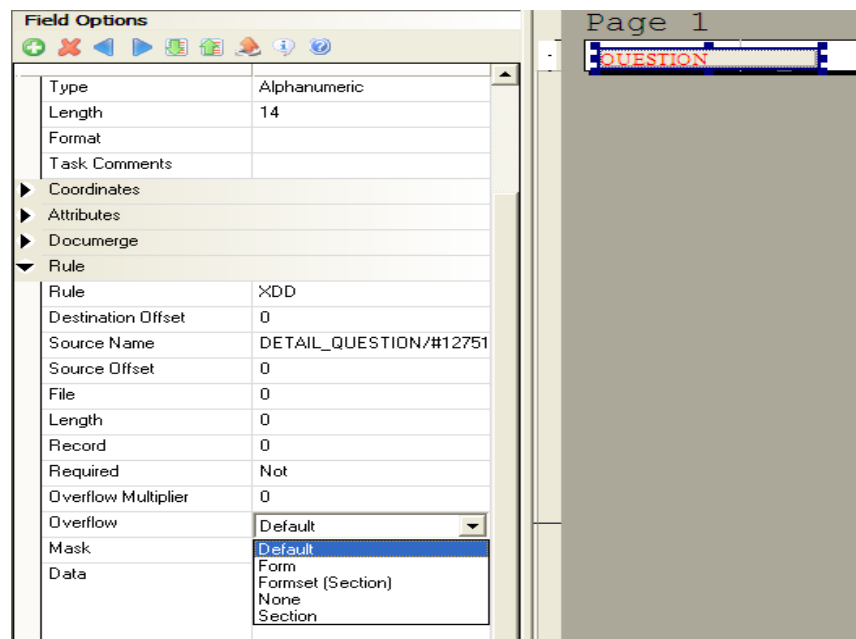 Field Options
Type Alphanumeric
Length 14
Format
Task Comments
Coordinates
Attributes
Documerge
Rule
Rule XDD
Destination Offset 0
Source Name DETAIL_QUESTION/#12751
Source Offset 0
File 0
Length 0
Record 0
Required Not
Overflow Multiplier 0
Overflow Default
Mask Default
Form
Data Formset (Section)
None
Section
Page 1
QUESTION